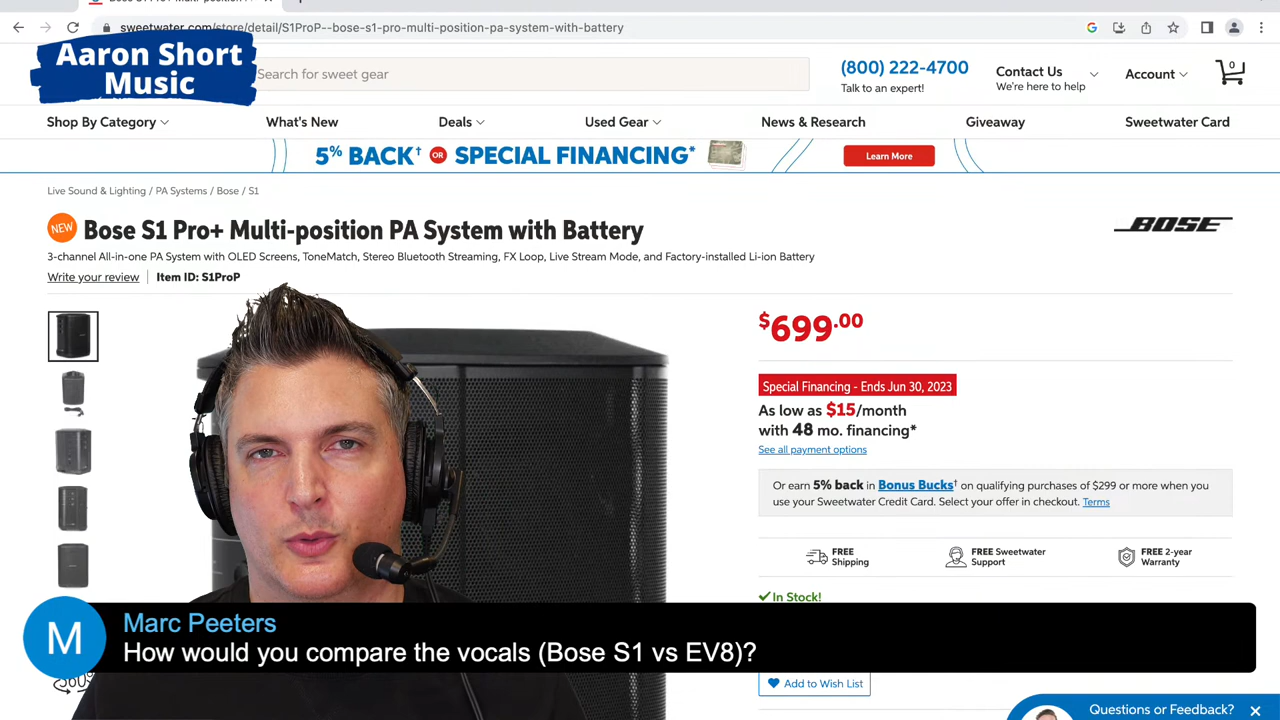 sweetwater.com/store/detail/S1ProP--bose-s1-pro-multi-position-pa-system-with-battery
Aaron Short
Music
Search for sweet gear
(800) 222-4700
Talk to an expert!
Contact Us
We're here to help
Account
0
Shop By Category
What's New
Deals
Used Gear
News & Research
Giveaway
Sweetwater Card
5% BACK† OR SPECIAL FINANCING*
Learn More
Live Sound & Lighting / PA Systems / Bose / S1
NEW
Bose S1 Pro+ Multi-position PA System with Battery
BOSE
3-channel All-in-one PA System with OLED Screens, ToneMatch, Stereo Bluetooth Streaming, FX Loop, Live Stream Mode, and Factory-installed Li-ion Battery
Write your review
Item ID: S1ProP
$699.00
Special Financing - Ends Jun 30, 2023
As low as $15/month
with 48 mo. financing*
See all payment options
Or earn 5% back in Bonus Bucks† on qualifying purchases of $299 or more when you
use your Sweetwater Credit Card. Select your offer in checkout. Terms
FREE
Shipping
FREE Sweetwater
Support
FREE 2-year
Warranty
In Stock!
M
Marc Peeters
How would you compare the vocals (Bose S1 vs EV8)?
Add to Wish List
Questions or Feedback?